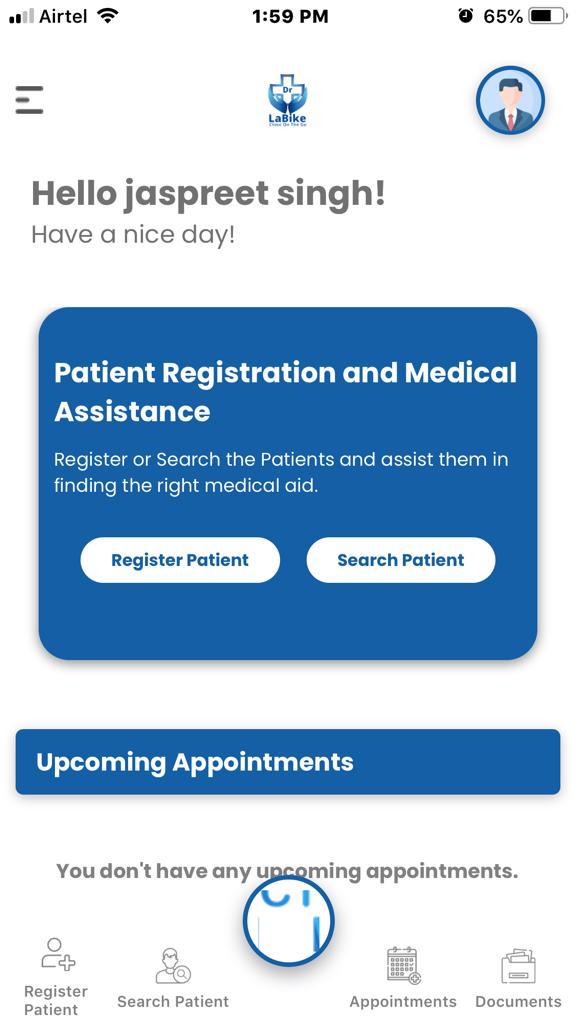 Airtel 1:59 PM 65%
Dr
LaBike
Clinic On The Go
Hello jaspreet singh!
Have a nice day!
Patient Registration and Medical
Assistance
Register or Search the Patients and assist them in
finding the right medical aid.
Register Patient Search Patient
Upcoming Appointments
You don't have any upcoming appointments.
Register
Patient
Search Patient
Appointments
Documents